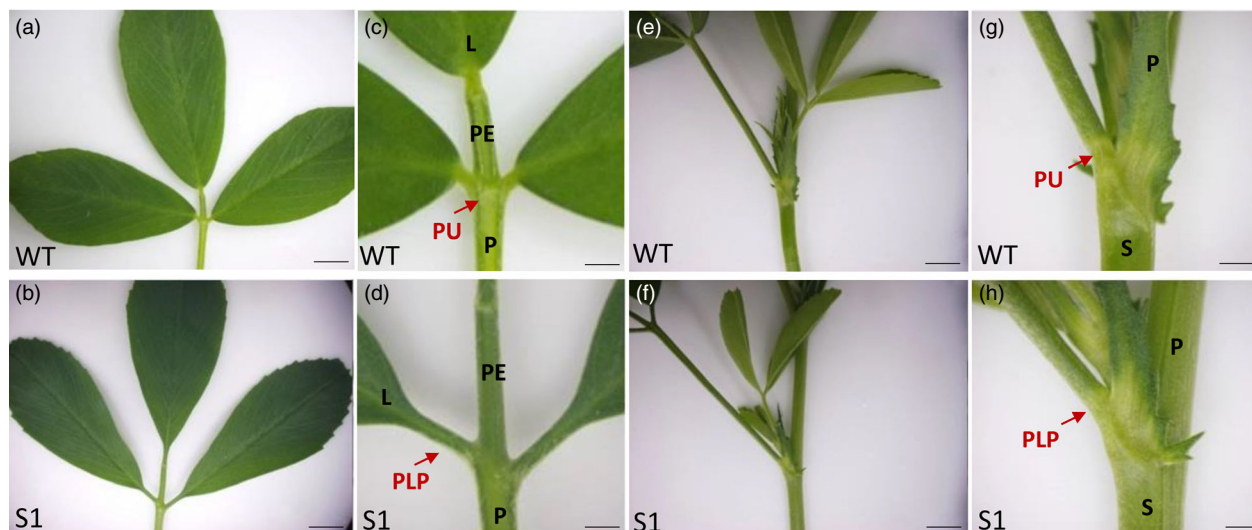 (a)
WT
(c)
L
PE
PU
P
WT
(e)
WT
(g)
P
PU
S
WT
(b)
S1
(d)
PE
L
PLP
P
S1
(f)
S1
(h)
P
PLP
S
S1